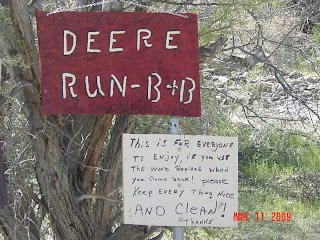 DEERE
RUN-B+B
THIS IS FOR EVERYONE
TO ENJOY, IF YOU USE
THE WOOD REPLACE WHEN
YOU COME BACK! please
KEEP EVERY THING NICE
AND CLEAN!
THANKS
MAR 11 2009